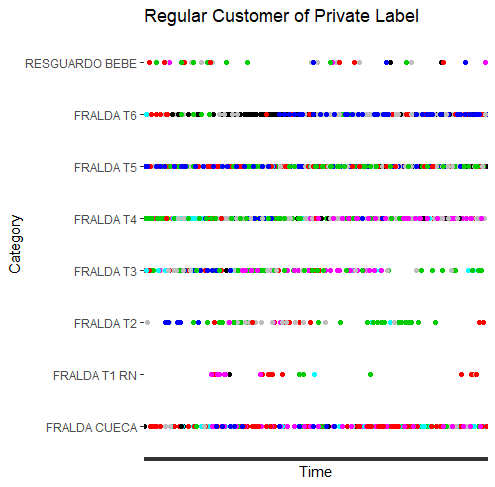 Regular Customer of Private Label
RESGUARDO BEBE
FRALDA T6
FRALDA T5
FRALDA T4
FRALDA T3
FRALDA T2
FRALDA T1 RN
FRALDA CUECA
Category
Time